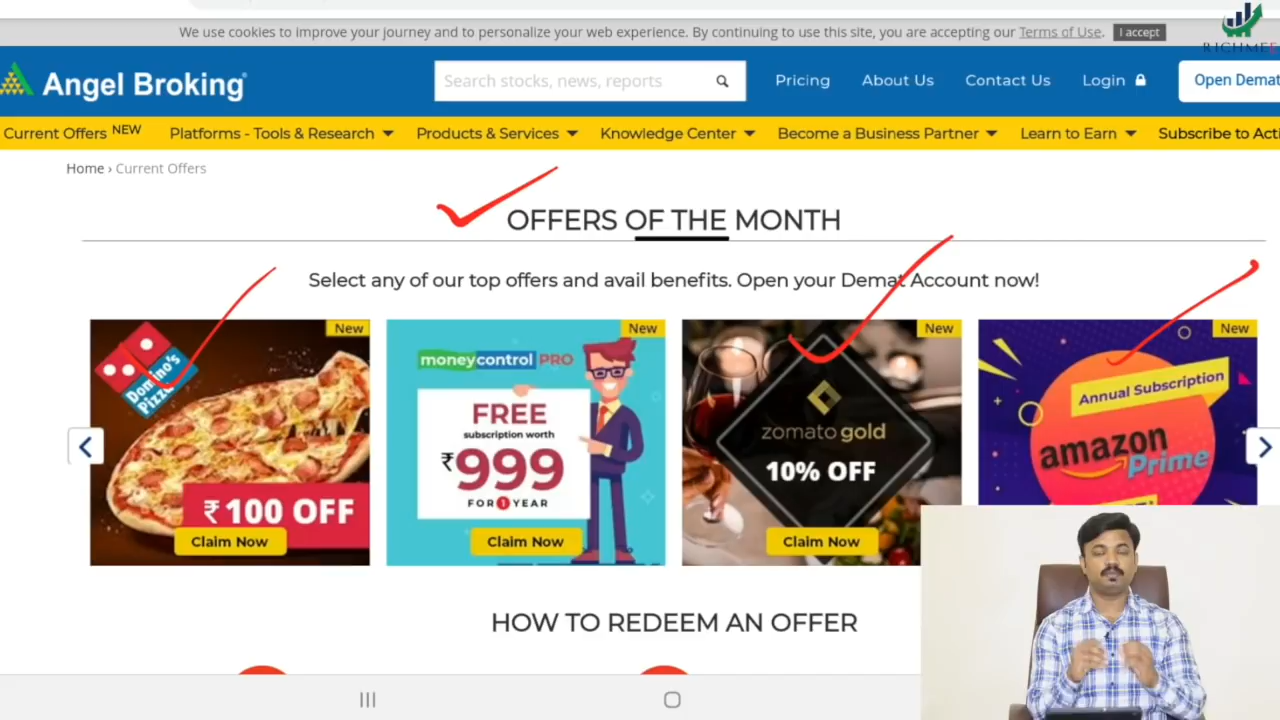 We use cookies to improve your journey and to personalize your web experience. By continuing to use this site, you are accepting our Terms of Use. I accept
RICHMEE
Angel Broking
Search stocks, news, reports
Pricing About Us Contact Us Login Open Demat
Current Offers NEW Platforms - Tools & Research Products & Services Knowledge Center Become a Business Partner Learn to Earn Subscribe to Acti
Home › Current Offers
OFFERS OF THE MONTH
Select any of our top offers and avail benefits. Open your Demat Account now!
New
Domino's
Pizza
₹100 OFF
Claim Now
New
moneycontrol PRO
FREE
subscription worth
₹999
FOR 1 YEAR
Claim Now
New
zomato gold
10% OFF
Claim Now
New
Annual Subscription
amazon
Prime
HOW TO REDEEM AN OFFER